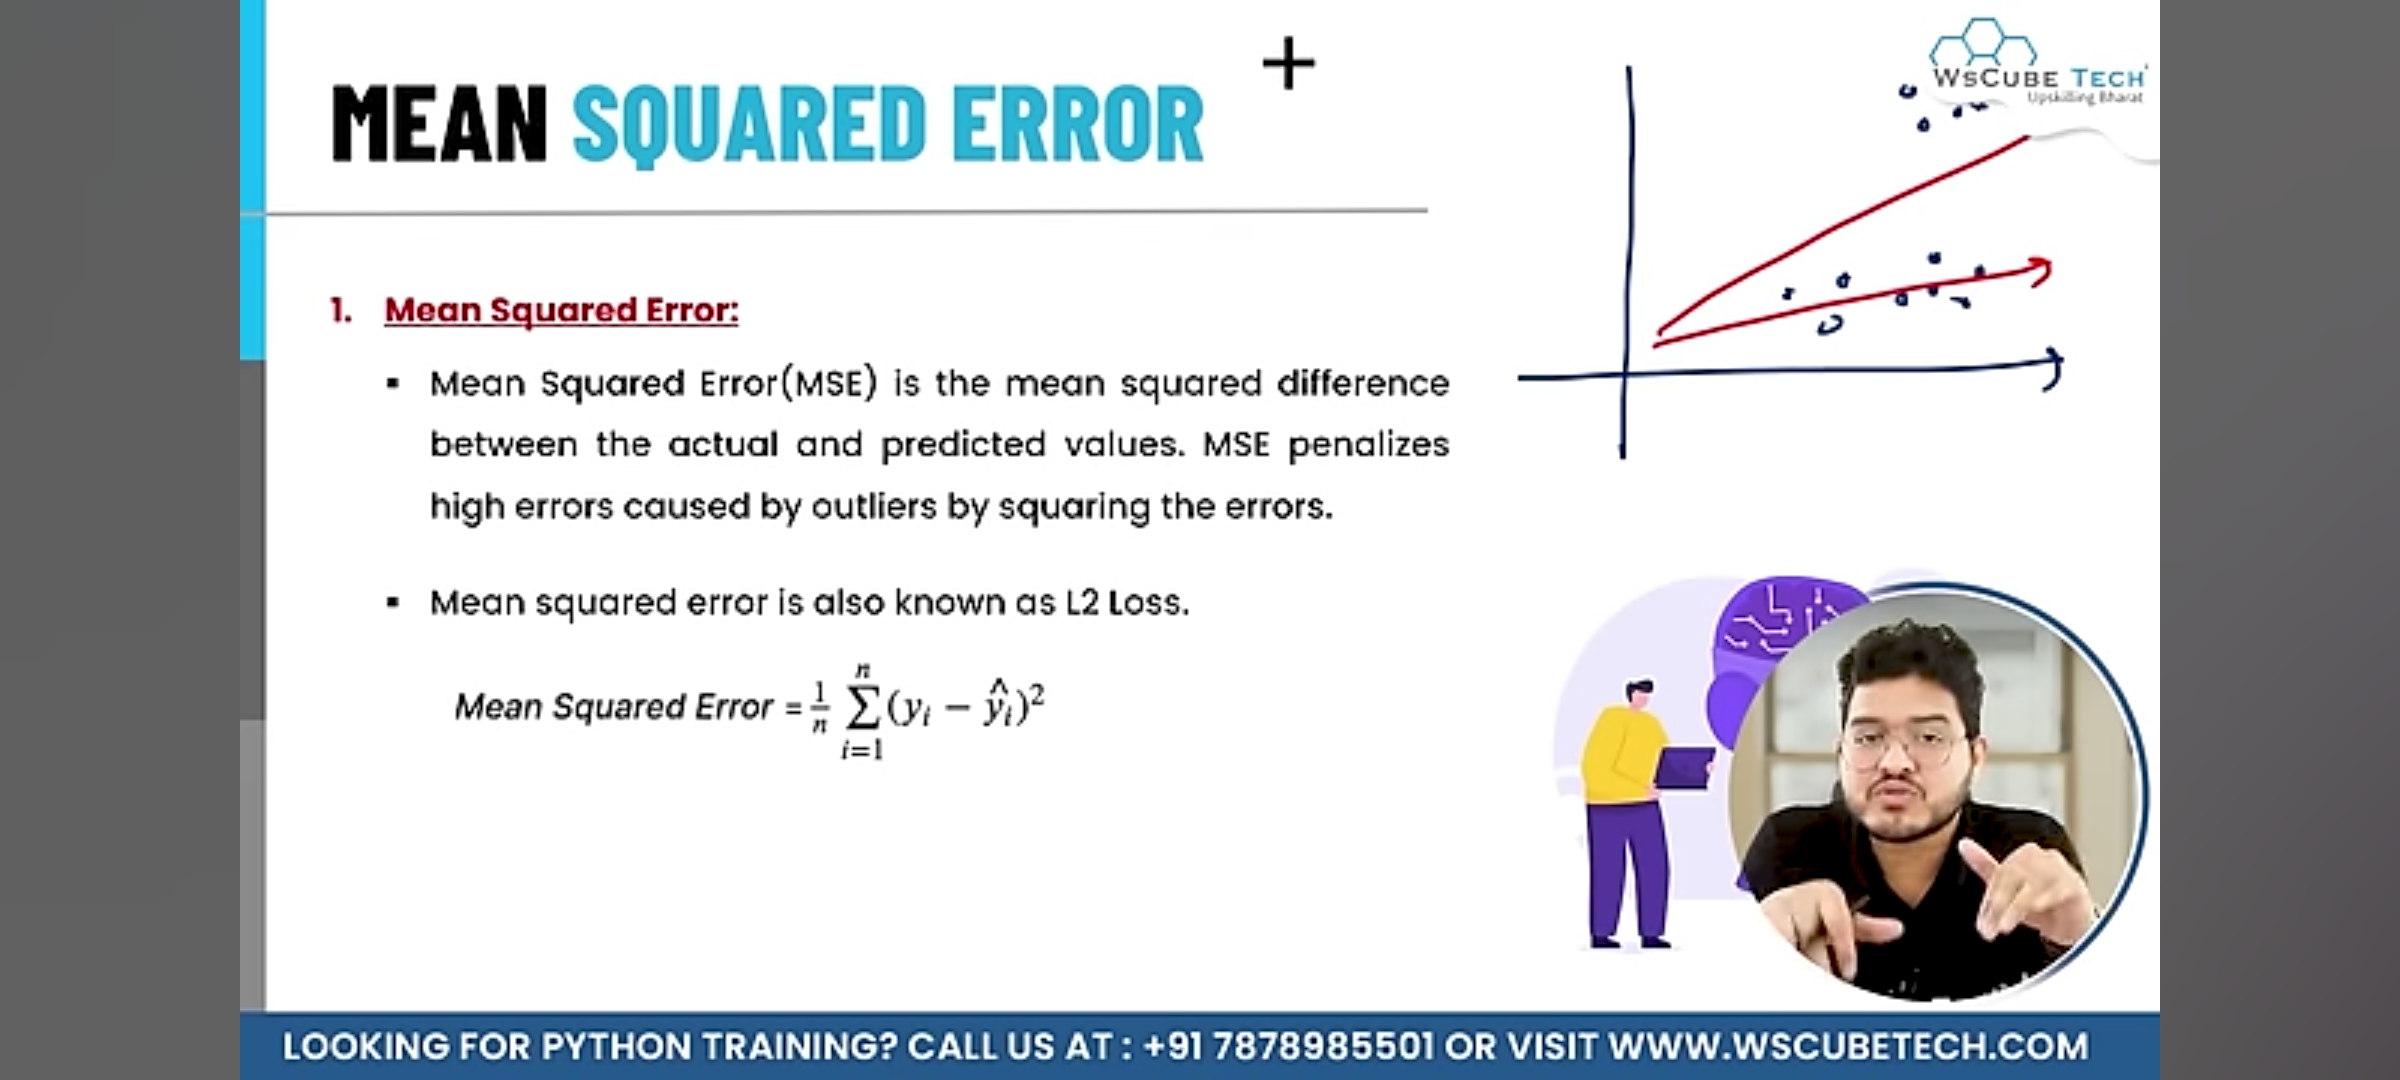 MEAN SQUARED ERROR
WSCUBE TECH
Upskilling Bharat
1. Mean Squared Error:
▪ Mean Squared Error(MSE) is the mean squared difference
between the actual and predicted values. MSE penalizes
high errors caused by outliers by squaring the errors.
▪ Mean squared error is also known as L2 Loss.
Mean Squared Error = \frac{1}{n} \sum_{i=1}^{n} (y_i − \hat{y_i})^2
LOOKING FOR PYTHON TRAINING? CALL US AT : +91 7878985501 OR VISIT WWW.WSCUBETECH.COM